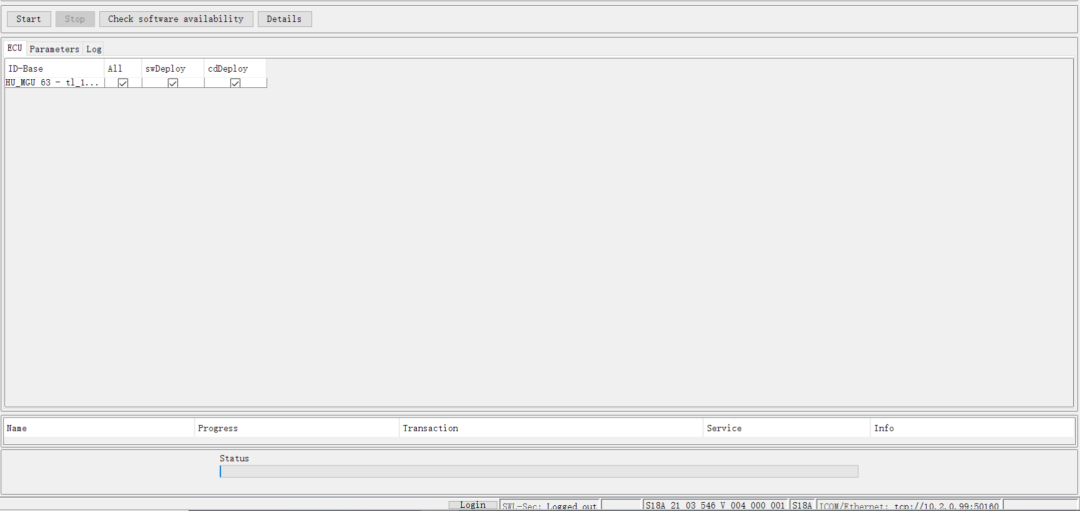 Start Stop Check software availability Details
ECU Parameters Log
ID-Base All swDeploy cdDeploy
HU_MGU 63 - tl_1...
Name Progress Transaction Service Info
Status
Login SWL-Sec: Logged out S18A_21_03_546_V_004_000_001 S18A ICOM/Ethernet: tcp://10.2.0.99:50160